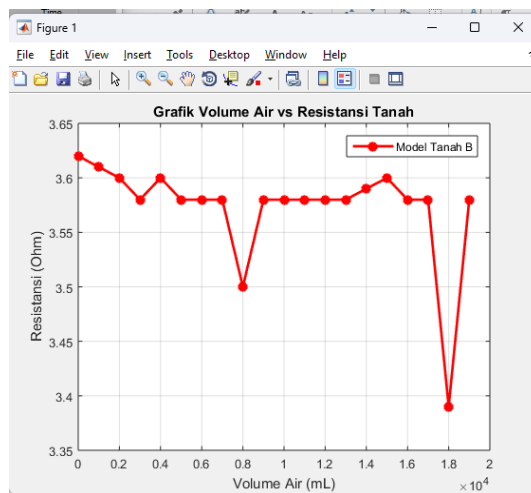 Figure 1
File Edit View Insert Tools Desktop Window Help
Grafik Volume Air vs Resistansi Tanah
Model Tanah B
3.65
3.6
3.55
3.5
3.45
3.4
3.35
Resistansi (Ohm)
0 0.2 0.4 0.6 0.8 1 1.2 1.4 1.6 1.8 2
Volume Air (mL)
× 10⁴